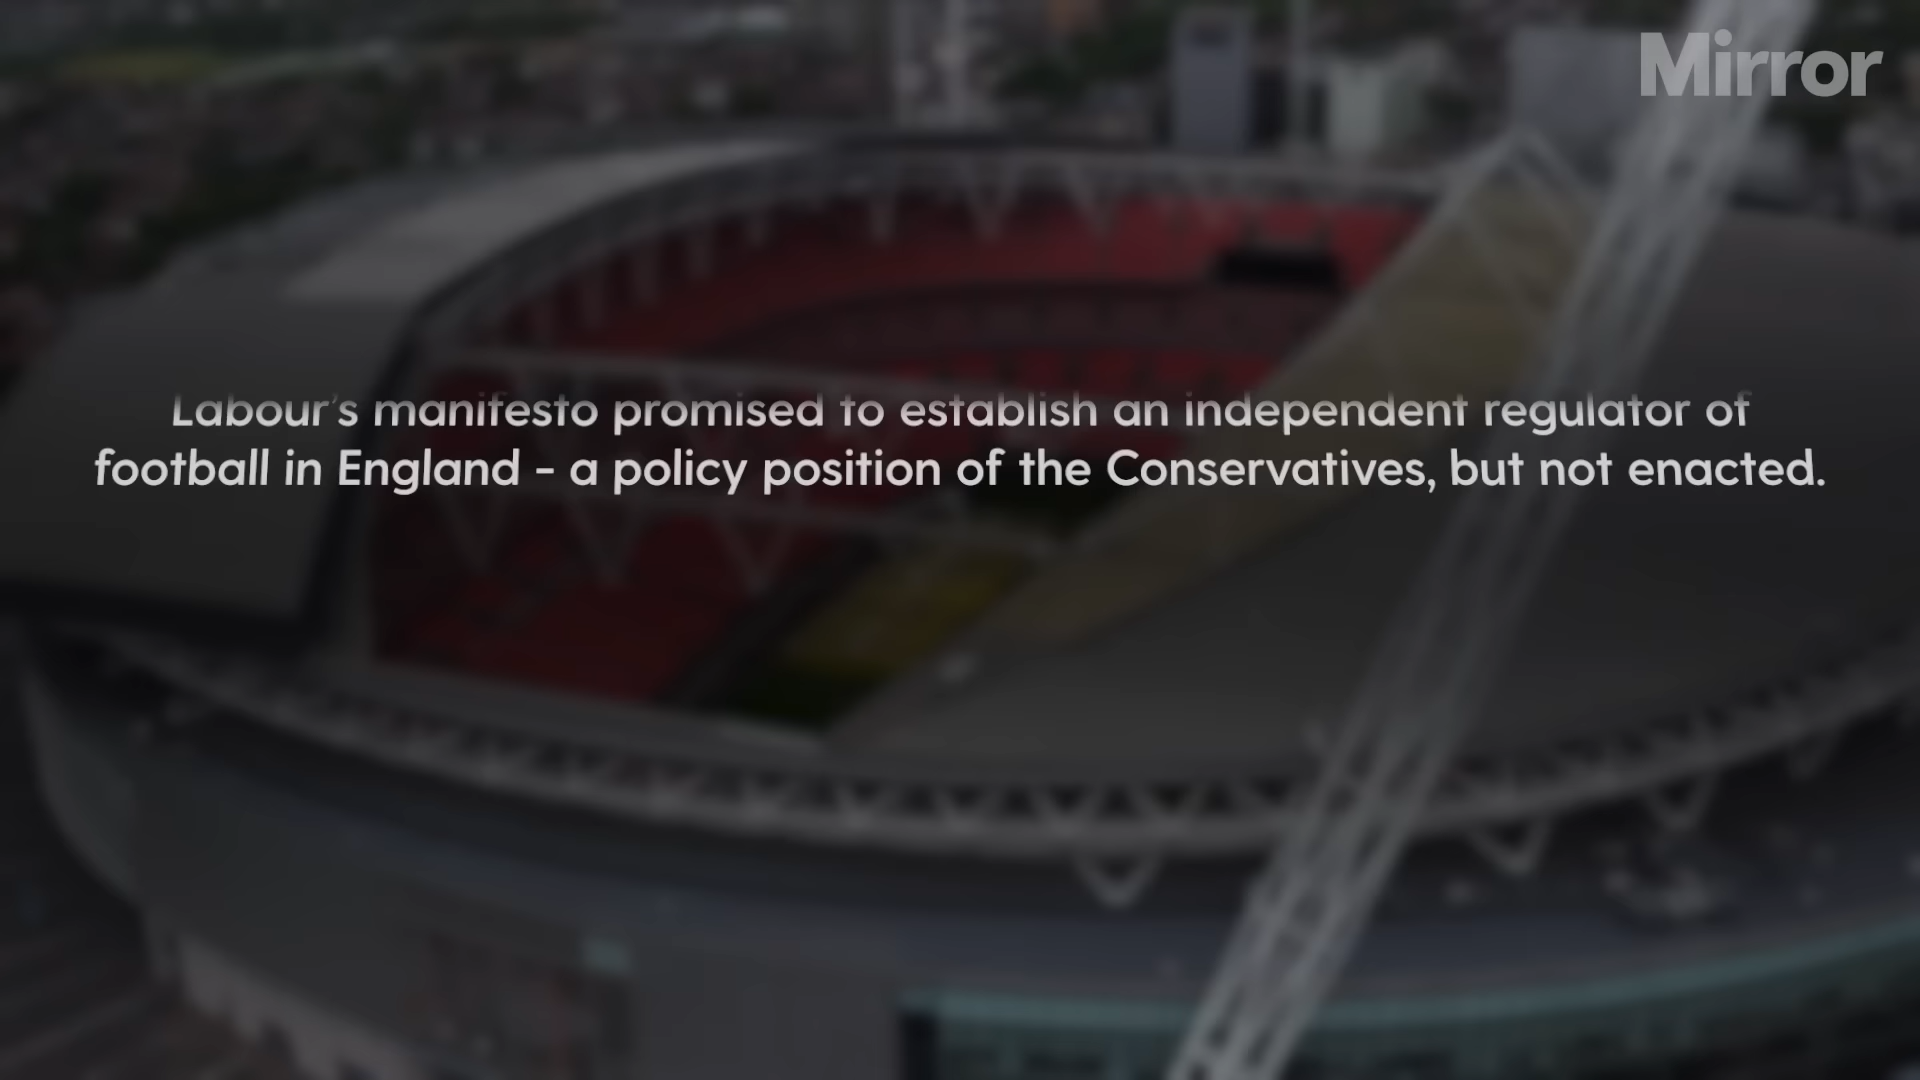 Mirror
Labour's manifesto promised to establish an independent regulator of
football in England - a policy position of the Conservatives, but not enacted.